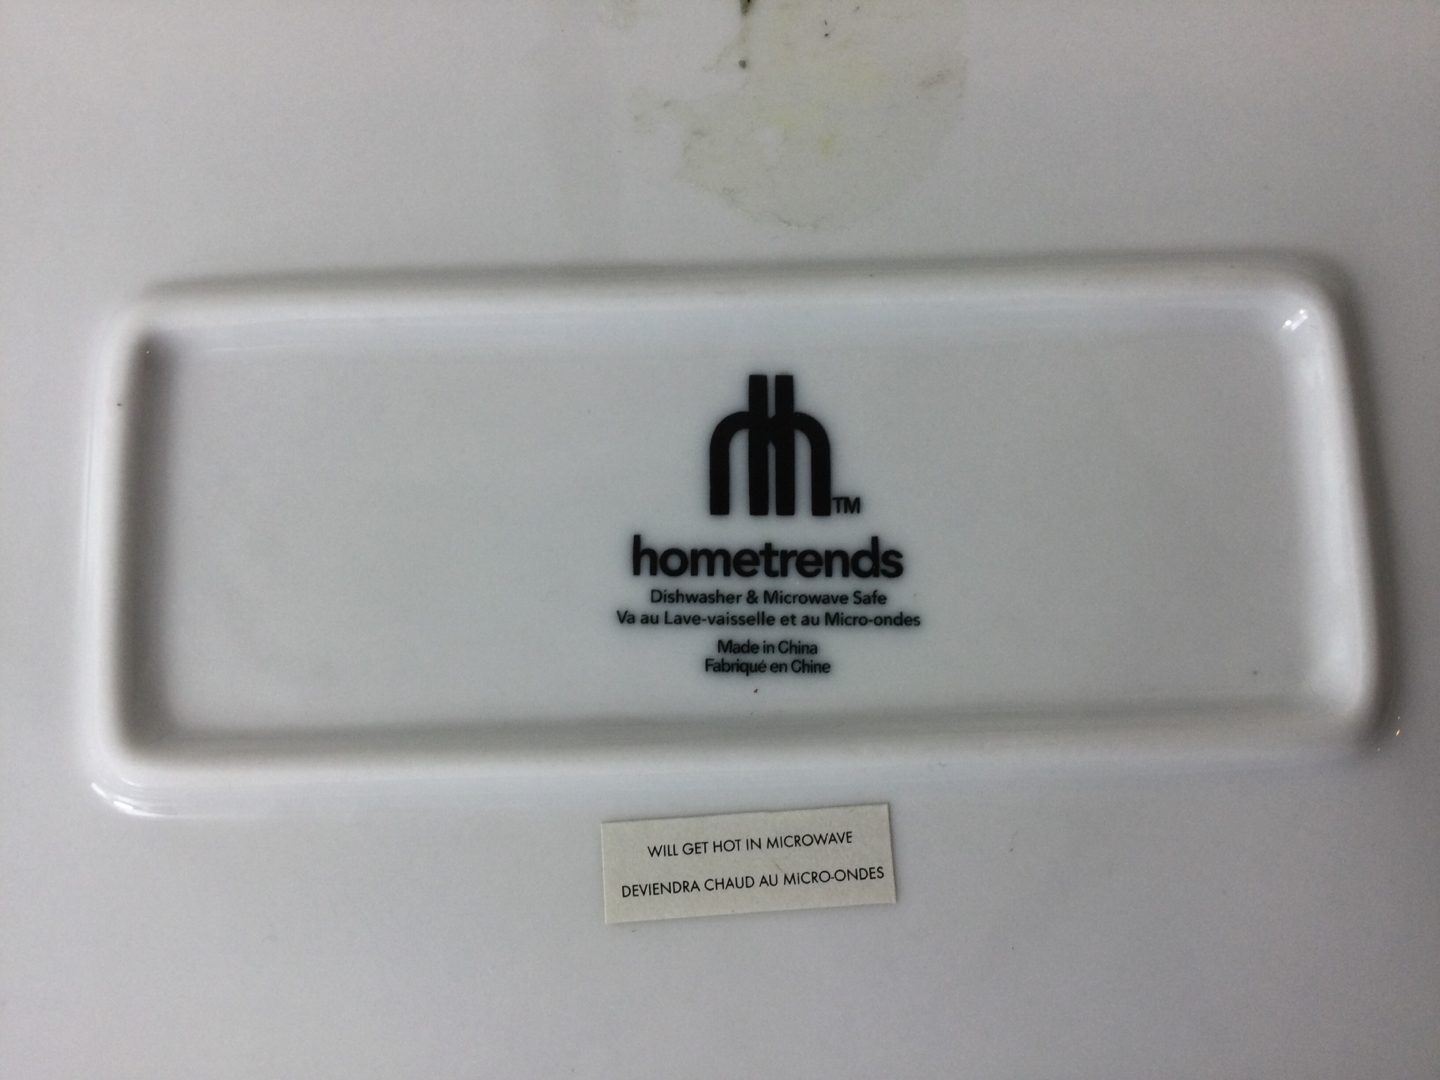 TM
hometrends
Dishwasher & Microwave Safe
Va au Lave-vaisselle et au Micro-ondes
Made in China
Fabriqué en Chine
WILL GET HOT IN MICROWAVE
DEVIENDRA CHAUD AU MICRO-ONDES